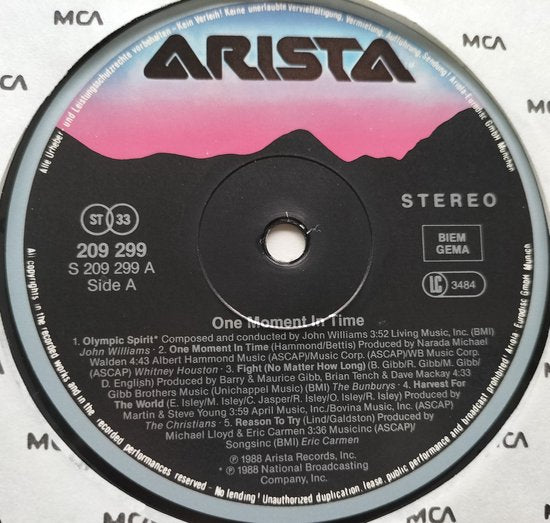 MCA
MCA
CA
ARISTA
Alle Urheber- und Leistungsschutzrechte vorbehalten - Kein Verleih! Keine unerlaubte Vervielfältigung, Vermietung, Aufführung, Sendung! Ariola-Eurodisc GmbH München
STEREO
ST 33
209 299
S 209 299 A
Side A
BIEM
GEMA
LC 3484
One Moment In Time
1. Olympic Spirit* Composed and conducted by John Williams 3:52 Living Music, Inc. (BMI)
John Williams · 2. One Moment In Time (Hammond/Bettis) Produced by Narada Michael
Walden 4:43 Albert Hammond Music (ASCAP)/Music Corp. (ASCAP)/WB Music Corp.
(ASCAP) Whitney Houston · 3. Fight (No Matter How Long) (B. Gibb/R. Gibb/M. Gibb/
D. English) Produced by Barry & Maurice Gibb, Brian Tench & Dave Mackay 4:33
Gibb Brothers Music (Unichappel Music) (BMI) The Bunburys · 4. Harvest For
The World (E. Isley/M. Isley/C. Jasper/R. Isley/O. Isley/R. Isley) Produced by
Martin & Steve Young 3:59 April Music, Inc./Bovina Music, Inc. (ASCAP)
The Christians · 5. Reason To Try (Lind/Galdston) Produced by
Michael Lloyd & Eric Carmen 3:36 Musicinc (ASCAP)/
Songsinc (BMI) Eric Carmen
℗ 1988 Arista Records, Inc.
* ℗ 1988 National Broadcasting
Company, Inc.
All copyrights in the recorded works and in the recorded performances reserved - No lending! Unauthorized duplication, lease, public performance and broadcast prohibited! Ariola Eurodisc GmbH Munich
MCA
CA
MCA